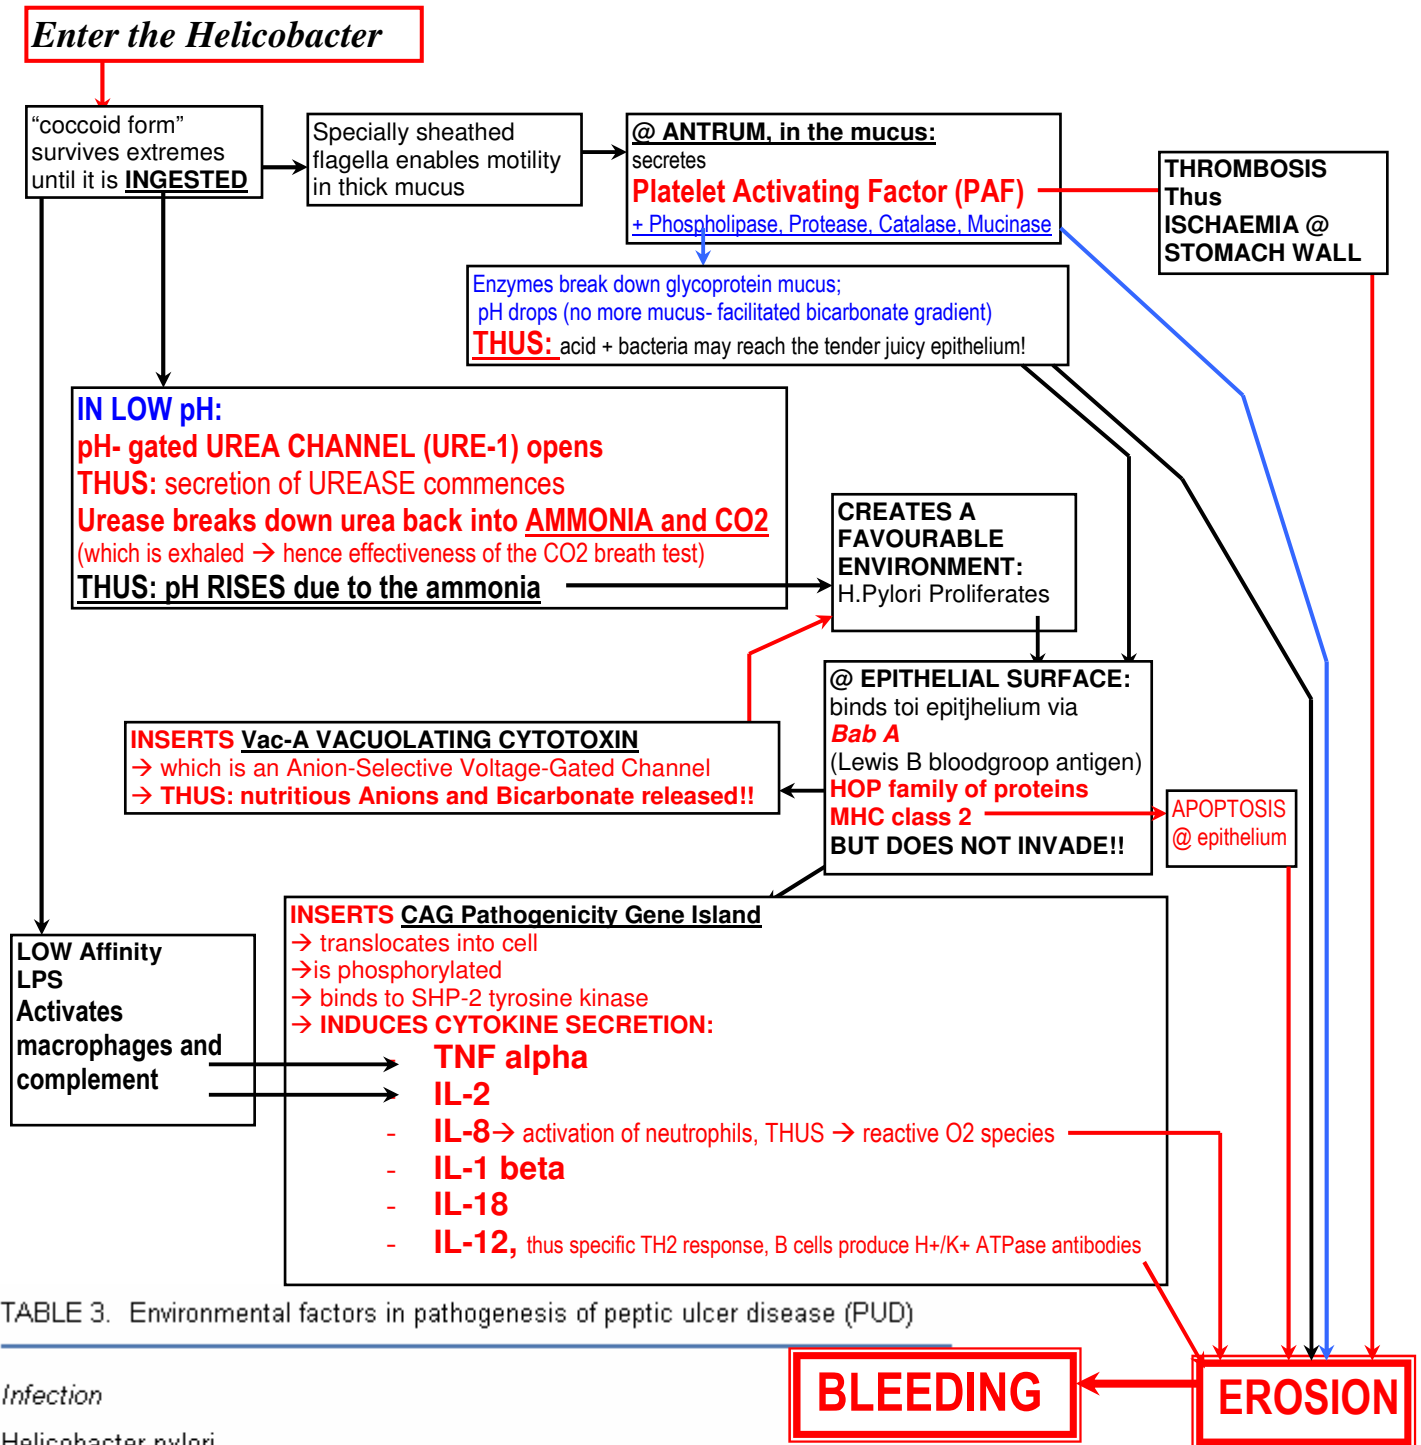 Enter the Helicobacter
“coccoid form”
survives extremes
until it is INGESTED
Specially sheathed
flagella enables motility
in thick mucus
@ ANTRUM, in the mucus:
secretes
Platelet Activating Factor (PAF)
+ Phospholipase, Protease, Catalase, Mucinase
THROMBOSIS
Thus
ISCHAEMIA @
STOMACH WALL
Enzymes break down glycoprotein mucus;
pH drops (no more mucus- facilitated bicarbonate gradient)
THUS: acid + bacteria may reach the tender juicy epithelium!
IN LOW pH:
pH- gated UREA CHANNEL (URE-1) opens
THUS: secretion of UREASE commences
Urease breaks down urea back into AMMONIA and CO2
(which is exhaled → hence effectiveness of the CO2 breath test)
THUS: pH RISES due to the ammonia
CREATES A
FAVOURABLE
ENVIRONMENT:
H.Pylori Proliferates
@ EPITHELIAL SURFACE:
binds toi epitjhelium via
Bab A
(Lewis B bloodgroop antigen)
HOP family of proteins
MHC class 2
BUT DOES NOT INVADE!!
INSERTS Vac-A VACUOLATING CYTOTOXIN
→ which is an Anion-Selective Voltage-Gated Channel
→ THUS: nutritious Anions and Bicarbonate released!!
APOPTOSIS
@ epithelium
INSERTS CAG Pathogenicity Gene Island
→ translocates into cell
→is phosphorylated
→ binds to SHP-2 tyrosine kinase
→ INDUCES CYTOKINE SECRETION:
- TNF alpha
- IL-2
- IL-8→ activation of neutrophils, THUS → reactive O2 species
- IL-1 beta
- IL-18
- IL-12, thus specific TH2 response, B cells produce H+/K+ ATPase antibodies
LOW Affinity
LPS
Activates
macrophages and
complement
TABLE 3. Environmental factors in pathogenesis of peptic ulcer disease (PUD)
BLEEDING
EROSION
Infection
Helicobacter pylori